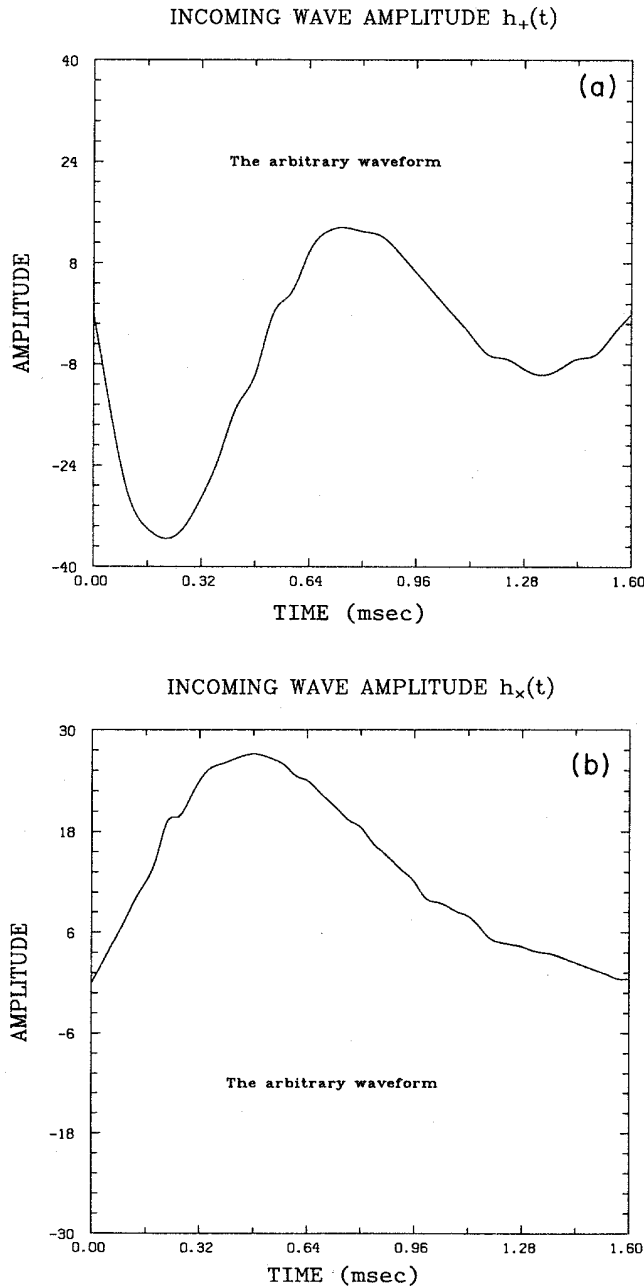 INCOMING WAVE AMPLITUDE h₊(t)
(a)
40
The arbitrary waveform
24
8
-8
-24
-40
AMPLITUDE
0.00 0.32 0.64 0.96 1.28 1.60
TIME (msec)
INCOMING WAVE AMPLITUDE hₓ(t)
(b)
30
18
6
-6
The arbitrary waveform
-18
-30
AMPLITUDE
0.00 0.32 0.64 0.96 1.28 1.60
TIME (msec)